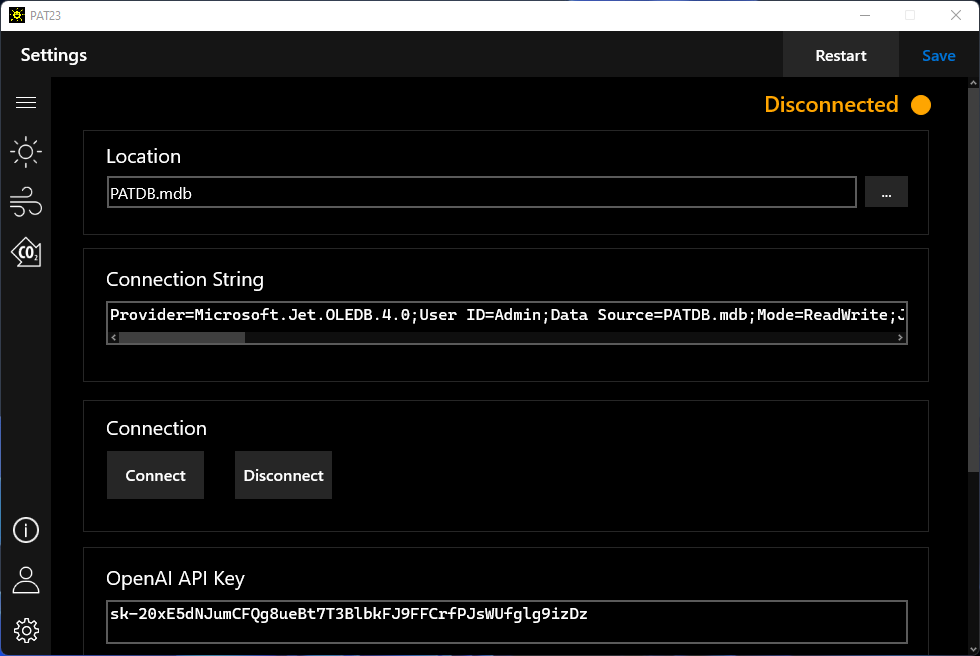 PAT23
Settings
Restart
Save
Disconnected
Location
PATDB.mdb
...
Connection String
Provider=Microsoft.Jet.OLEDB.4.0;User ID=Admin;Data Source=PATDB.mdb;Mode=ReadWrite;J
CO2
Connection
Connect
Disconnect
OpenAI API Key
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